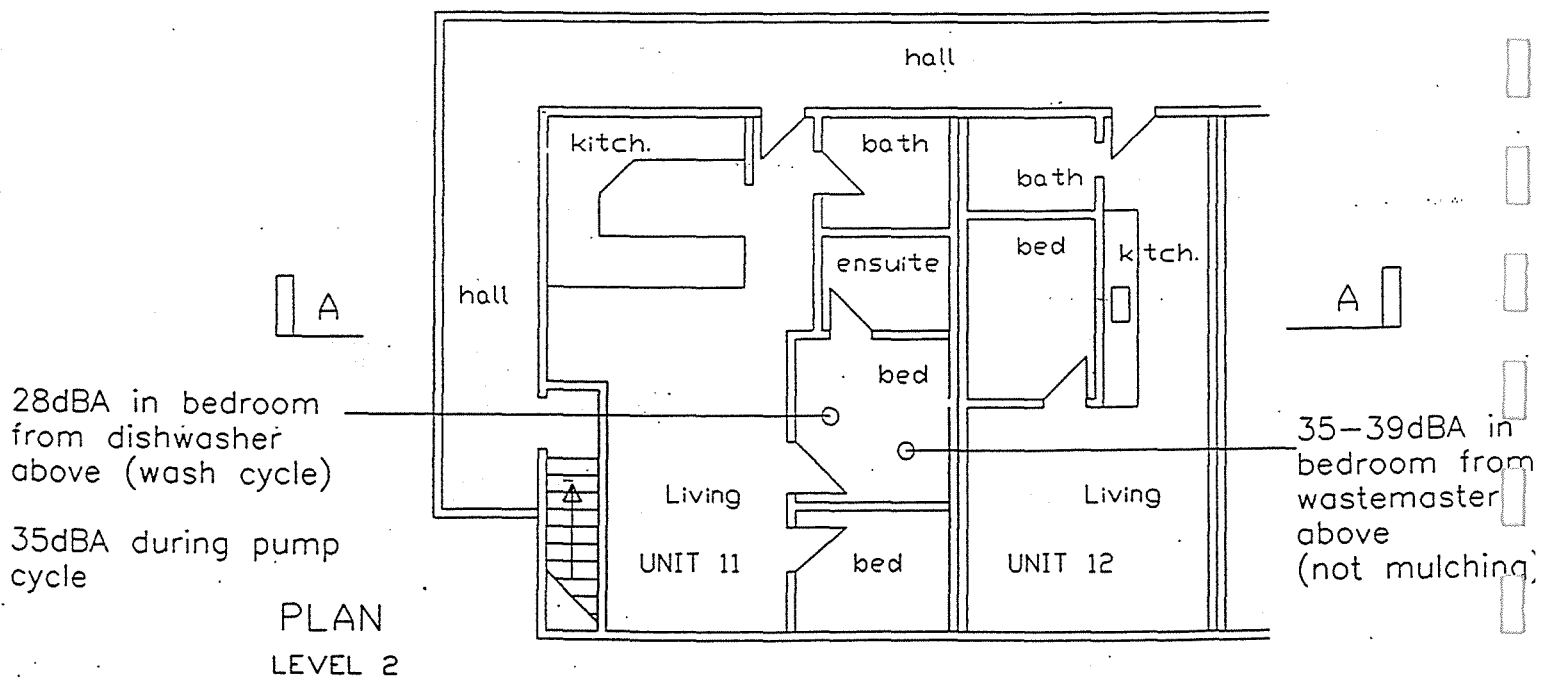 hall
kitch.
bath
bath
bed
kitch.
ensuite
hall
A
A
bed
28dBA in bedroom
from dishwasher
above (wash cycle)
35dBA during pump
cycle
35-39dBA in
bedroom from
wastemaster
above
(not mulching)
Living
Living
UNIT 11
bed
UNIT 12
PLAN
LEVEL 2